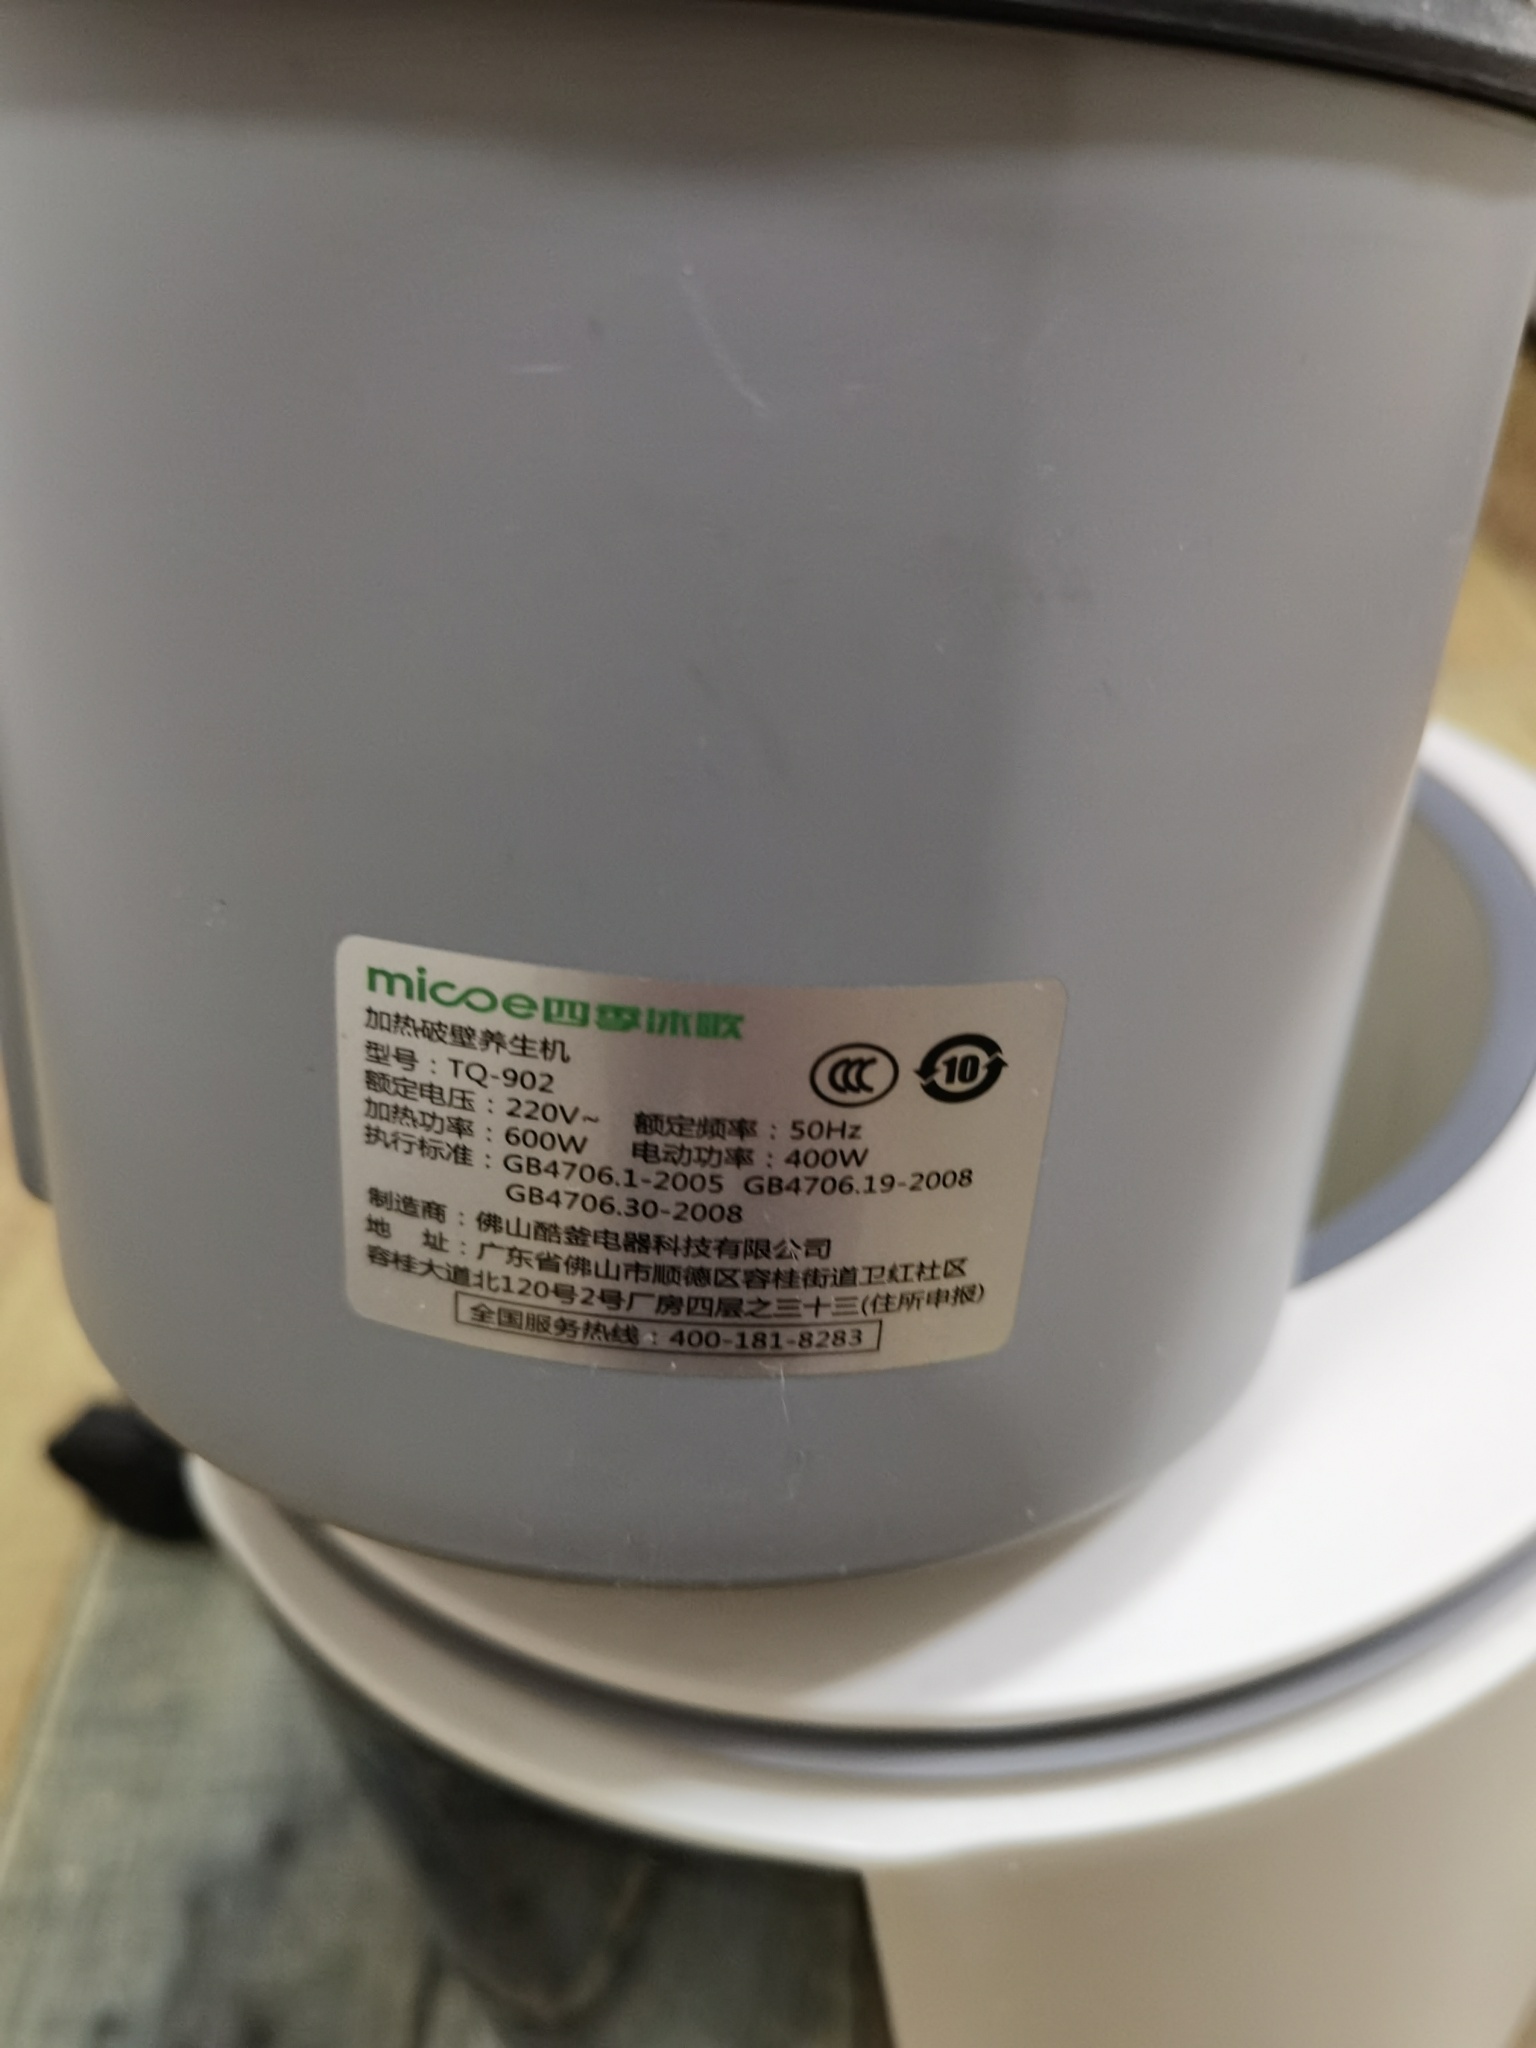 micoe四季沐歌
加热破壁养生机
型号：TQ-902
CCC
10
额定电压：220V~ 额定频率：50Hz
加热功率：600W 电动功率：400W
执行标准：GB4706.1-2005 GB4706.19-2008
GB4706.30-2008
制造商：佛山酷釜电器科技有限公司
地 址：广东省佛山市顺德区容桂街道卫红社区
容桂大道北120号2号厂房四层之三十三(住所申报)
全国服务热线：400-181-8283